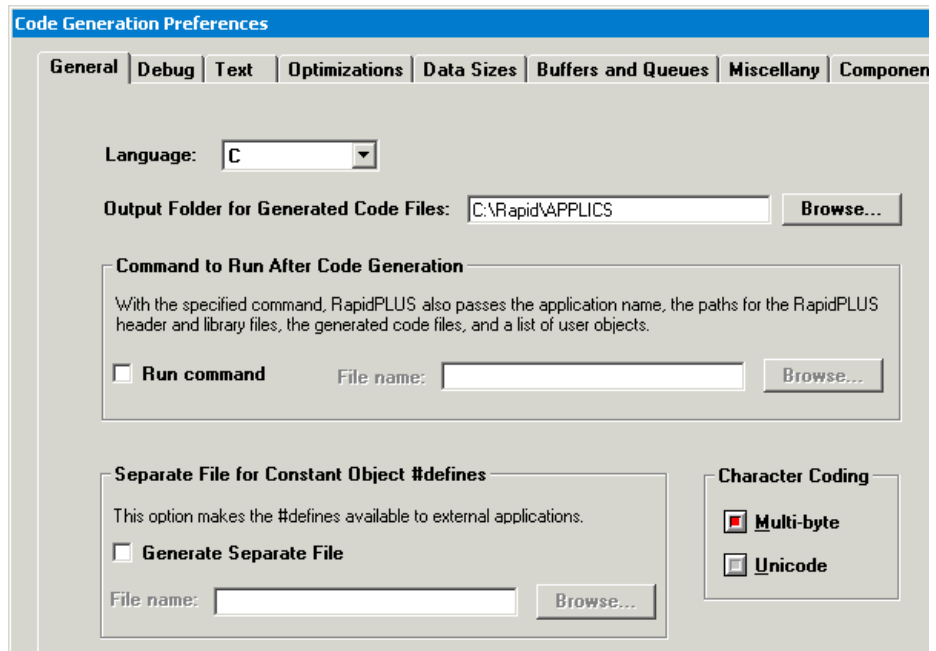 Code Generation Preferences
General Debug Text Optimizations Data Sizes Buffers and Queues Miscellany Componen
Language: C
Output Folder for Generated Code Files: C:\Rapid\APPLICS Browse...
Command to Run After Code Generation
With the specified command, RapidPLUS also passes the application name, the paths for the RapidPLUS
header and library files, the generated code files, and a list of user objects.
Run command File name: Browse...
Separate File for Constant Object #defines
This option makes the #defines available to external applications.
Generate Separate File
File name: Browse...
Character Coding
Multi-byte
Unicode